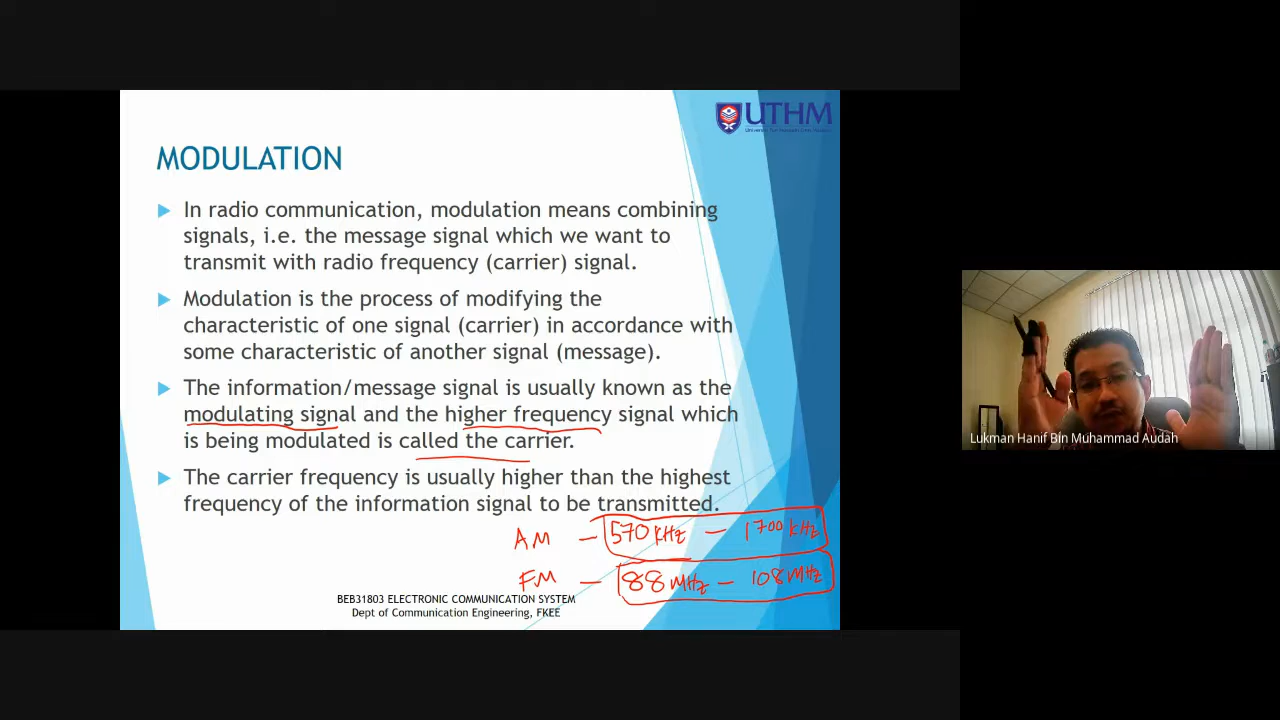 UTHM
MODULATION
In radio communication, modulation means combining
signals, i.e. the message signal which we want to
transmit with radio frequency (carrier) signal.
Modulation is the process of modifying the
characteristic of one signal (carrier) in accordance with
some characteristic of another signal (message).
The information/message signal is usually known as the
modulating signal and the higher frequency signal which
is being modulated is called the carrier.
The carrier frequency is usually higher than the highest
frequency of the information signal to be transmitted.
AM – 570 kHz – 1700 kHz
FM – 88 MHz – 108 MHz
BEB31803 ELECTRONIC COMMUNICATION SYSTEM
Dept of Communication Engineering, FKEE
Lukman Hanif Bin Muhammad Audah